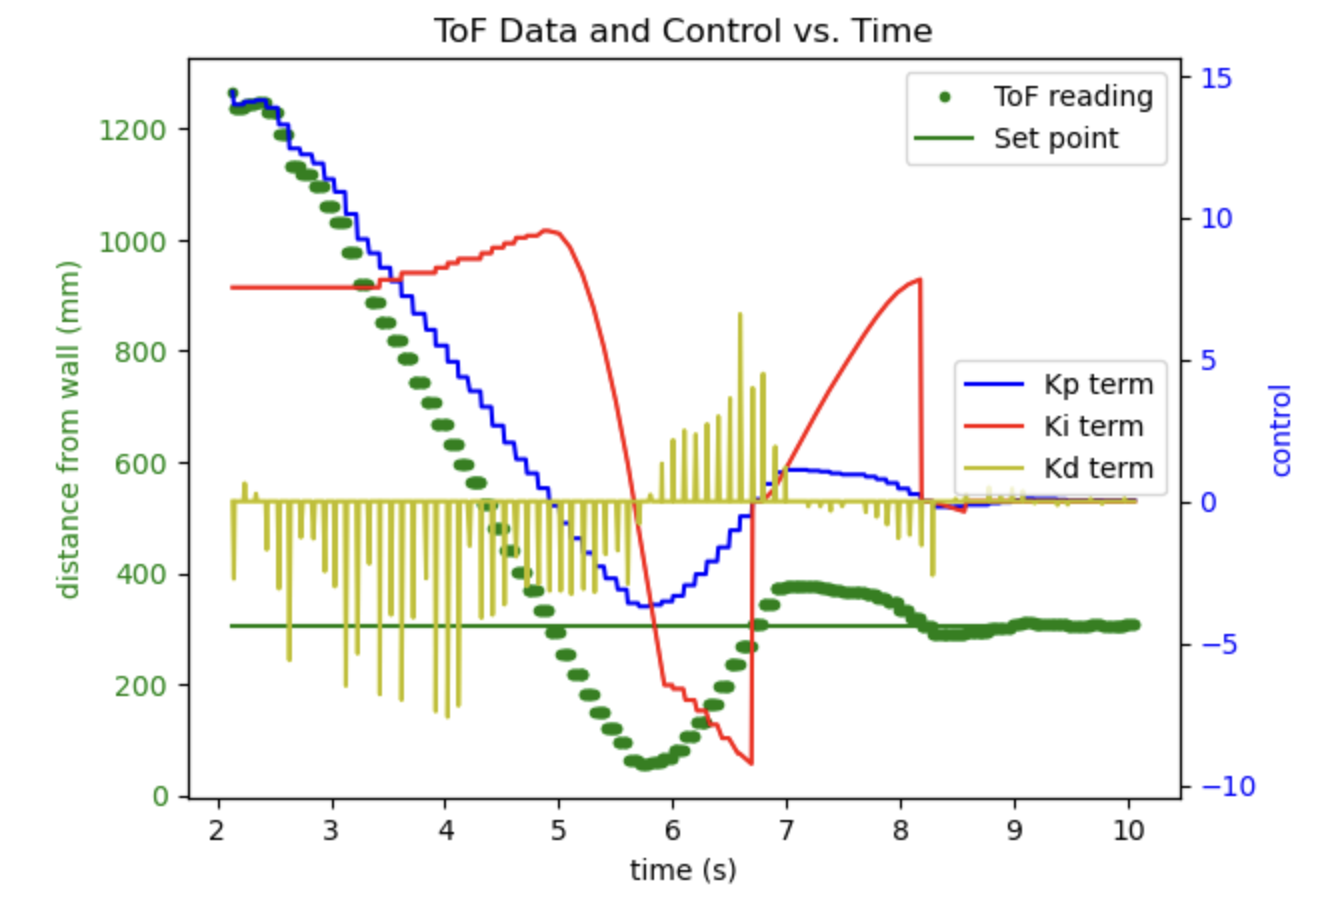 ToF Data and Control vs. Time
ToF reading
Set point
Kp term
Ki term
Kd term
distance from wall (mm)
1200
1000
800
600
400
200
0
control
15
10
5
0
−5
−10
2 3 4 5 6 7 8 9 10
time (s)